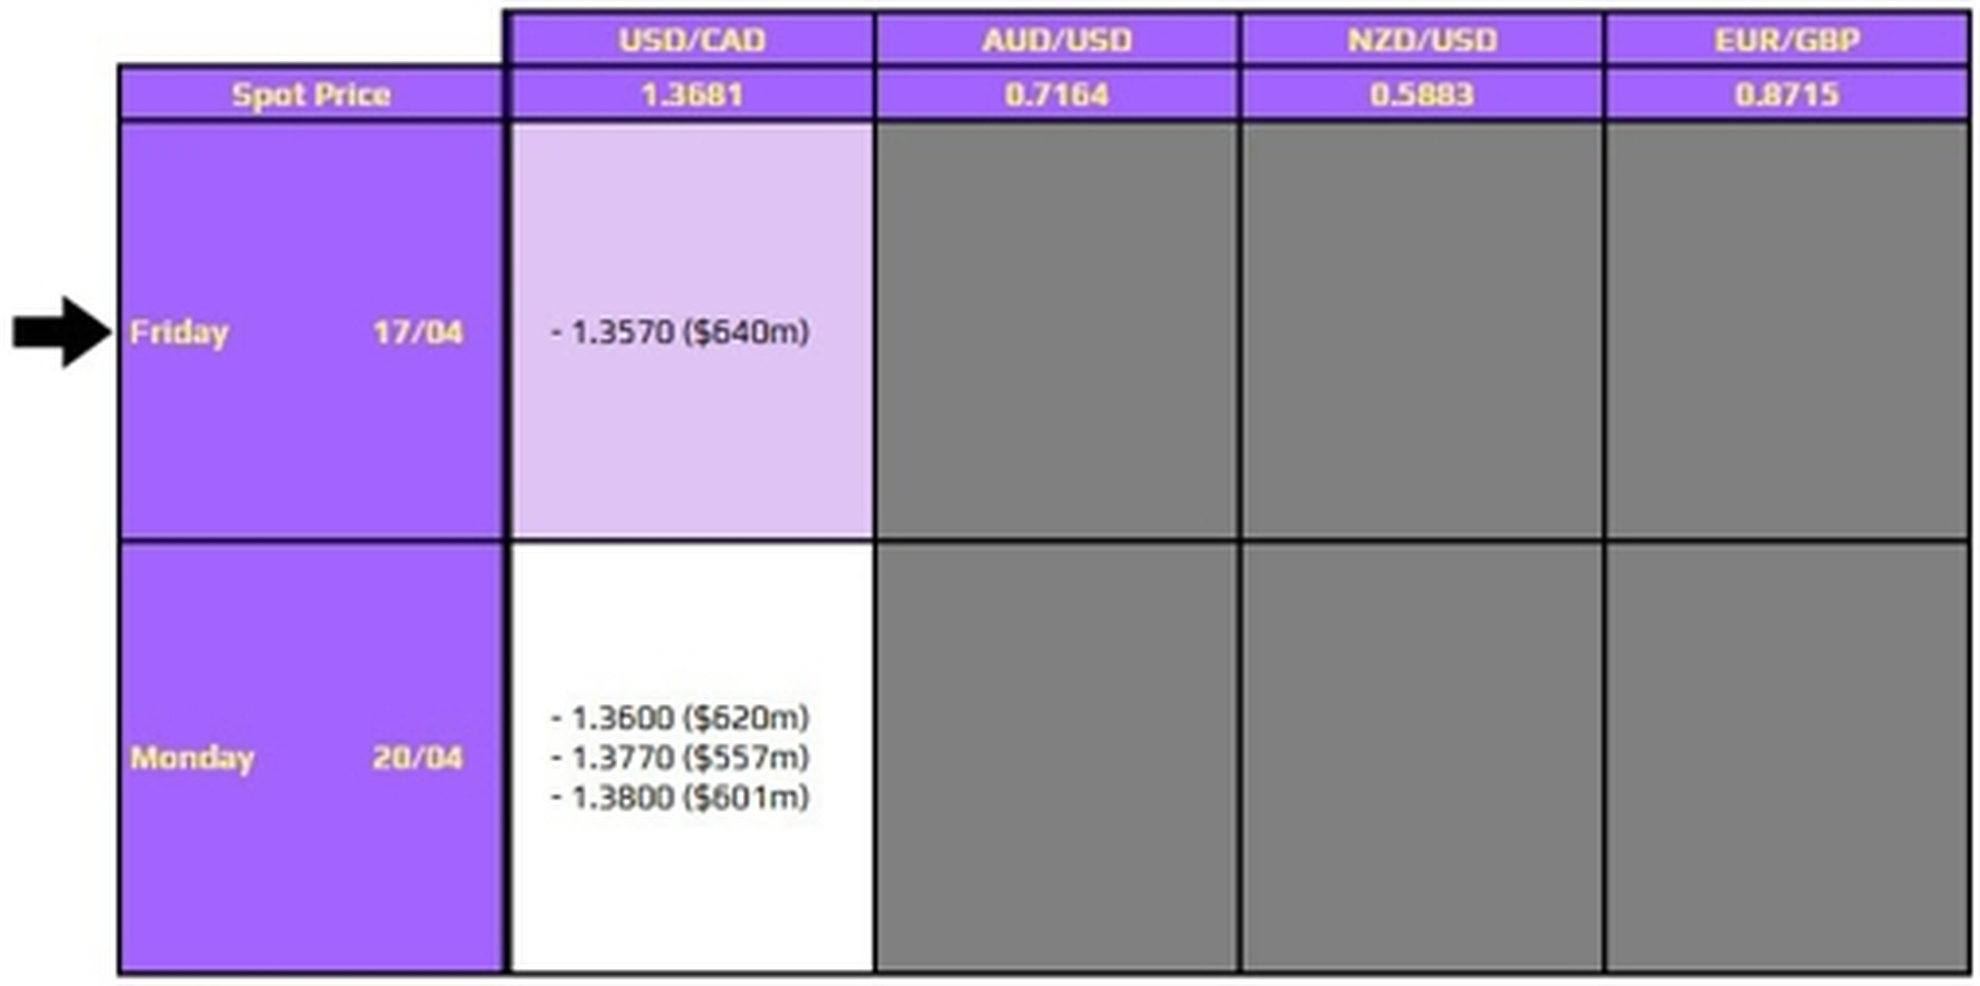 USD/CAD AUD/USD NZD/USD EUR/GBP
Spot Price 1.3681 0.7164 0.5883 0.8715
Friday 17/04 - 1.3570 ($640m)
- 1.3600 ($620m)
Monday 20/04 - 1.3770 ($557m)
- 1.3800 ($601m)